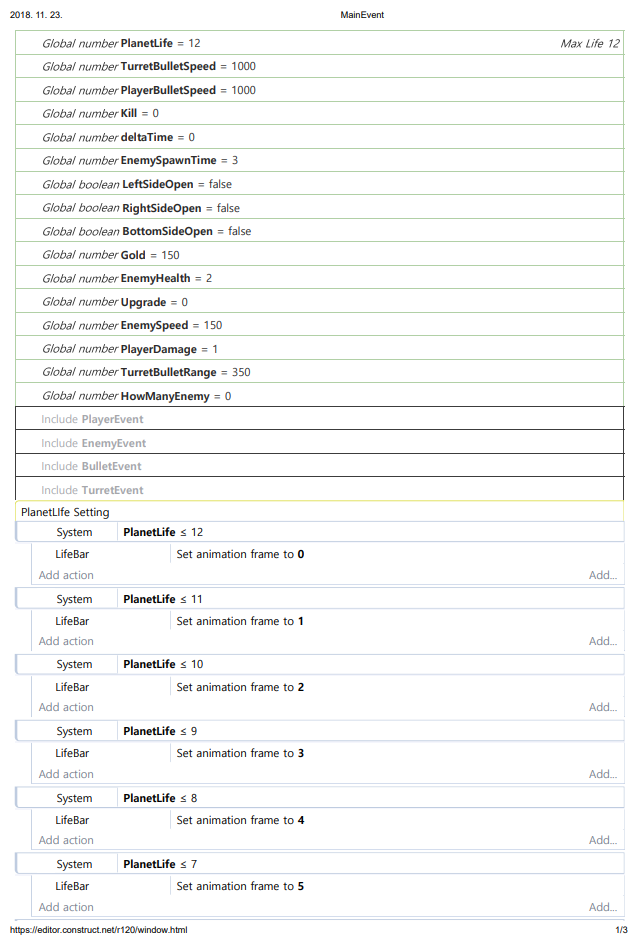 2018. 11. 23. MainEvent
Global number PlanetLife = 12 Max Life 12
Global number TurretBulletSpeed = 1000
Global number PlayerBulletSpeed = 1000
Global number Kill = 0
Global number deltaTime = 0
Global number EnemySpawnTime = 3
Global boolean LeftSideOpen = false
Global boolean RightSideOpen = false
Global boolean BottomSideOpen = false
Global number Gold = 150
Global number EnemyHealth = 2
Global number Upgrade = 0
Global number EnemySpeed = 150
Global number PlayerDamage = 1
Global number TurretBulletRange = 350
Global number HowManyEnemy = 0
Include PlayerEvent
Include EnemyEvent
Include BulletEvent
Include TurretEvent
PlanetLIfe Setting
System PlanetLife ≤ 12
LifeBar Set animation frame to 0
Add action Add...
System PlanetLife ≤ 11
LifeBar Set animation frame to 1
Add action Add...
System PlanetLife ≤ 10
LifeBar Set animation frame to 2
Add action Add...
System PlanetLife ≤ 9
LifeBar Set animation frame to 3
Add action Add...
System PlanetLife ≤ 8
LifeBar Set animation frame to 4
Add action Add...
System PlanetLife ≤ 7
LifeBar Set animation frame to 5
Add action Add...
https://editor.construct.net/r120/window.html 1/3